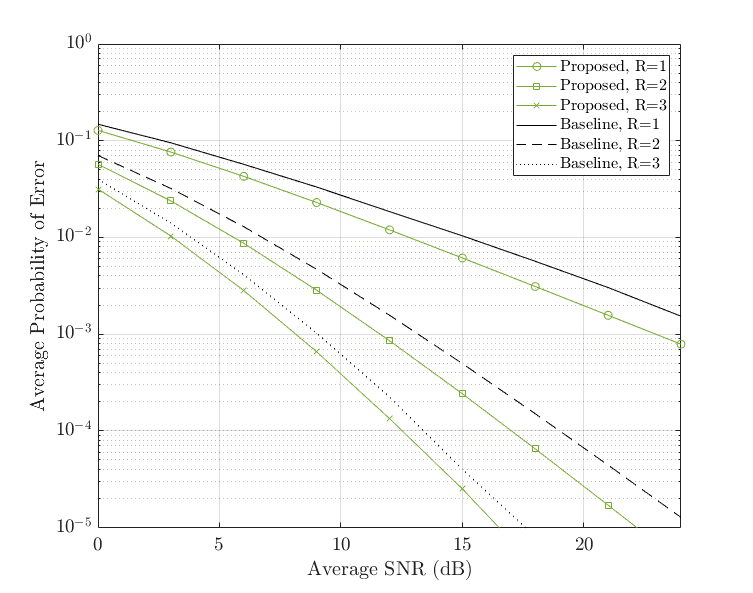 10^0
10^{-1}
10^{-2}
10^{-3}
10^{-4}
10^{-5}
Average Probability of Error
0 5 10 15 20
Average SNR (dB)
Proposed, R=1
Proposed, R=2
Proposed, R=3
Baseline, R=1
Baseline, R=2
Baseline, R=3